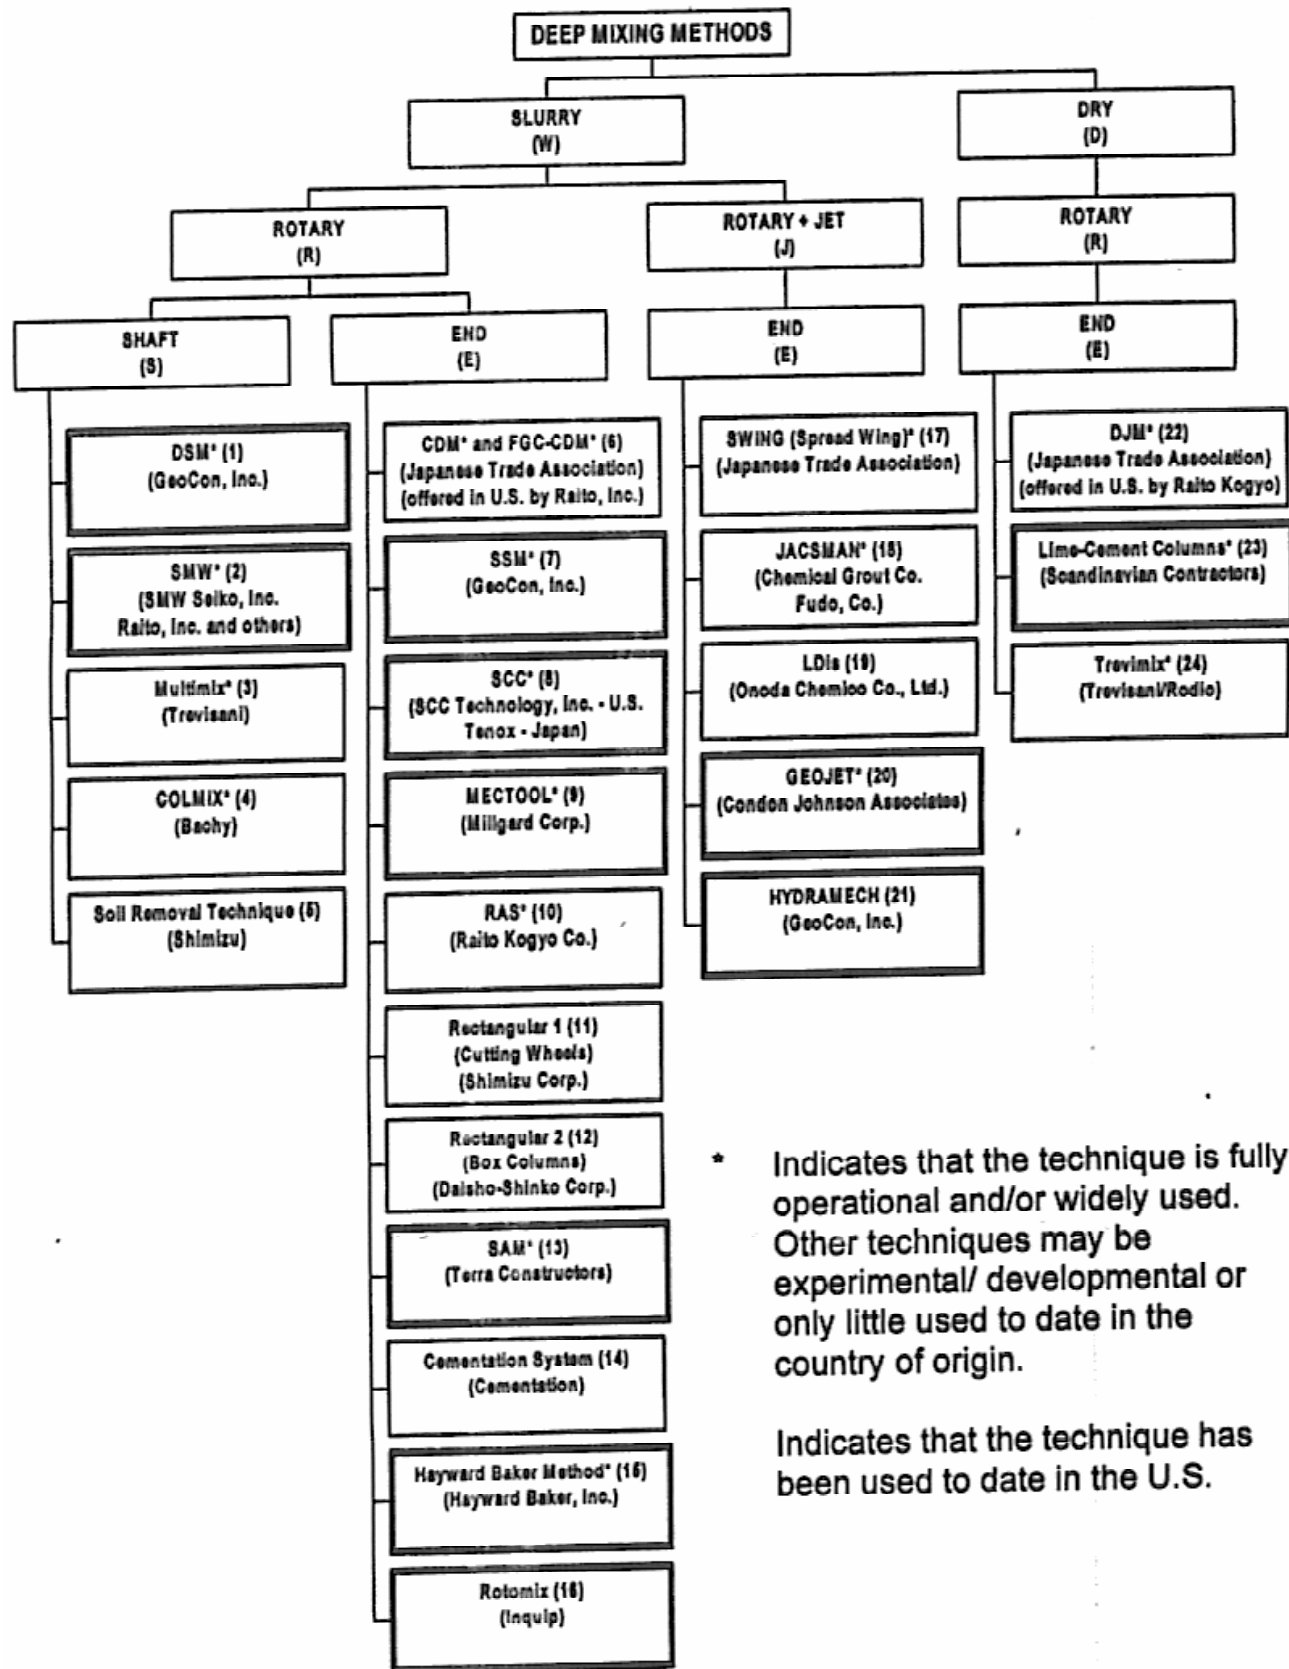 DEEP MIXING METHODS
SLURRY
(W)
DRY
(D)
ROTARY
(R)
ROTARY + JET
(J)
ROTARY
(R)
SHAFT
(S)
END
(E)
END
(E)
END
(E)
DSM* (1)
(GeoCon, Inc.)
SMW* (2)
(SMW Seiko, Inc.
Raito, Inc. and others)
Multimix* (3)
(Trevisani)
COLMIX* (4)
(Bachy)
Soil Removal Technique (5)
(Shimizu)
CDM* and FGC-CDM* (6)
(Japanese Trade Association)
(offered in U.S. by Raito, Inc.)
SSM* (7)
(GeoCon, Inc.)
SCC* (8)
(SCC Technology, Inc. - U.S.
Tenox - Japan)
MECTOOL* (9)
(Millgard Corp.)
RAS* (10)
(Raito Kogyo Co.)
Rectangular 1 (11)
(Cutting Wheels)
(Shimizu Corp.)
Rectangular 2 (12)
(Box Columns)
(Daisho-Shinko Corp.)
SAM* (13)
(Terra Constructors)
Cementation System (14)
(Cementation)
Hayward Baker Method* (15)
(Hayward Baker, Inc.)
Rotomix (16)
(Inquip)
SWING (Spread Wing)* (17)
(Japanese Trade Association)
JACSMAN* (18)
(Chemical Grout Co.
Fudo, Co.)
LDis (19)
(Onoda Chemico Co., Ltd.)
GEOJET* (20)
(Condon Johnson Associates)
HYDRAMECH (21)
(GeoCon, Inc.)
DJM* (22)
(Japanese Trade Association)
(offered in U.S. by Raito Kogyo)
Lime-Cement Columns* (23)
(Scandinavian Contractors)
Trevimix* (24)
(Trevisani/Rodio)
* Indicates that the technique is fully
operational and/or widely used.
Other techniques may be
experimental/ developmental or
only little used to date in the
country of origin.
Indicates that the technique has
been used to date in the U.S.